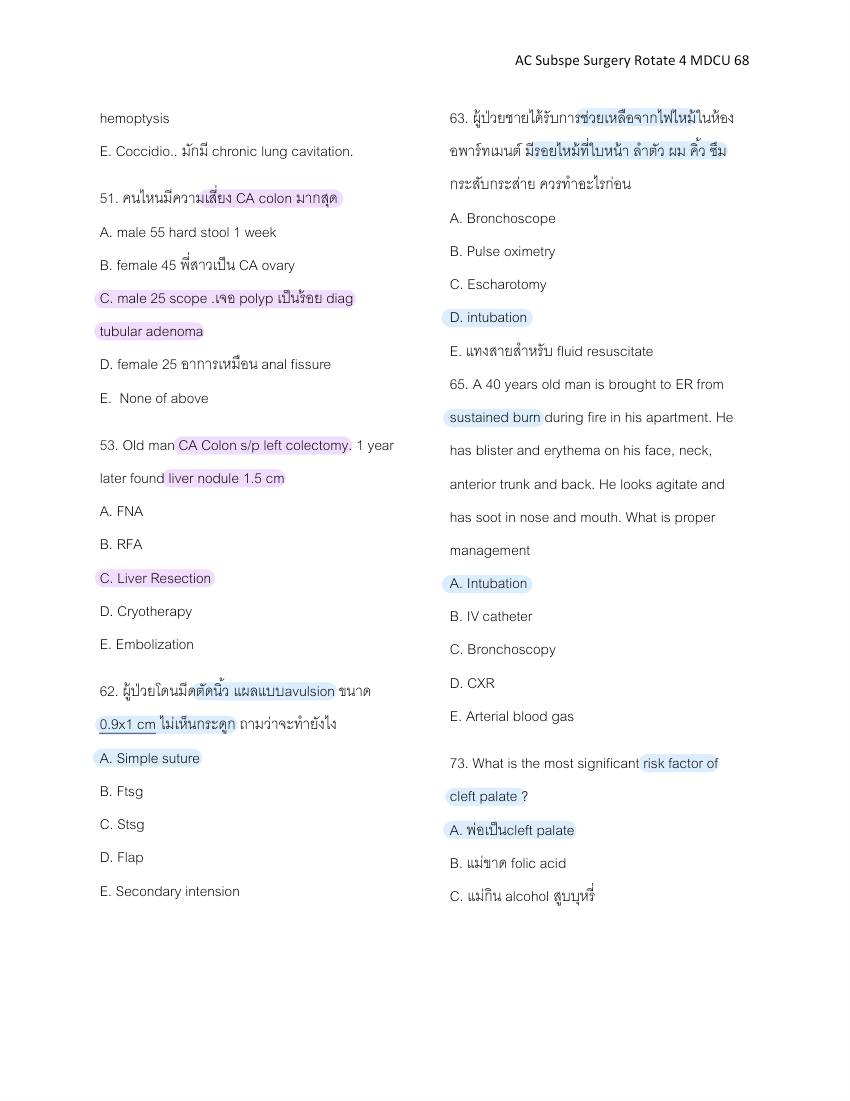 AC Subspe Surgery Rotate 4 MDCU 68
hemoptysis
E. Coccidio.. มักมี chronic lung cavitation.
51. คนไหนมีความเสี่ยง CA colon มากสุด
A. male 55 hard stool 1 week
B. female 45 พี่สาวเป็น CA ovary
C. male 25 scope .เจอ polyp เป็นร้อย diag
tubular adenoma
D. female 25 อาการเหมือน anal fissure
E.  None of above
53. Old man CA Colon s/p left colectomy. 1 year
later found liver nodule 1.5 cm
A. FNA
B. RFA
C. Liver Resection
D. Cryotherapy
E. Embolization
62. ผู้ป่วยโดนมีดตัดนิ้ว แผลแบบavulsion ขนาด
0.9x1 cm ไม่เห็นกระดูก ถามว่าจะทำยังไง
A. Simple suture
B. Ftsg
C. Stsg
D. Flap
E. Secondary intension
63. ผู้ป่วยชายได้รับการช่วยเหลือจากไฟไหม้ในห้อง
อพาร์ทเมนต์ มีรอยไหม้ที่ใบหน้า ลำตัว ผม คิ้ว ซึม
กระสับกระส่าย ควรทำอะไรก่อน
A. Bronchoscope
B. Pulse oximetry
C. Escharotomy
D. intubation
E. แทงสายสำหรับ fluid resuscitate
65. A 40 years old man is brought to ER from
sustained burn during fire in his apartment. He
has blister and erythema on his face, neck,
anterior trunk and back. He looks agitate and
has soot in nose and mouth. What is proper
management
A. Intubation
B. IV catheter
C. Bronchoscopy
D. CXR
E. Arterial blood gas
73. What is the most significant risk factor of
cleft palate ?
A. พ่อเป็นcleft palate
B. แม่ขาด folic acid
C. แม่กิน alcohol สูบบุหรี่